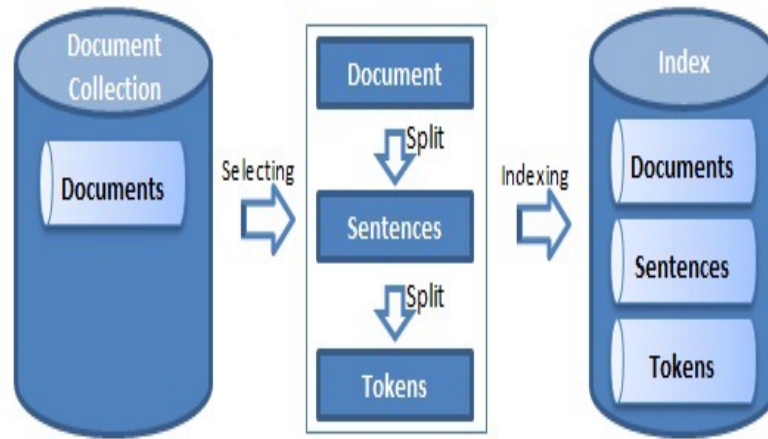 Document
Collection
Documents
Selecting
Document
Split
Sentences
Split
Tokens
Indexing
Index
Documents
Sentences
Tokens